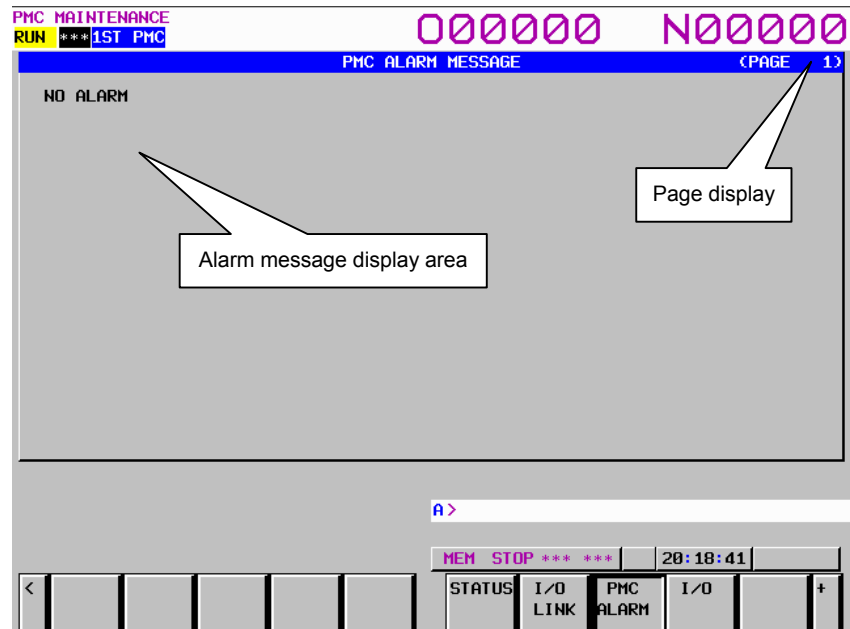 PMC MAINTENANCE
O00000 N00000
RUN ***1ST PMC
PMC ALARM MESSAGE (PAGE 1)
NO ALARM
Page display
Alarm message display area
A>
MEM STOP *** *** 20:18:41
< STATUS I/O LINK PMC ALARM I/O +